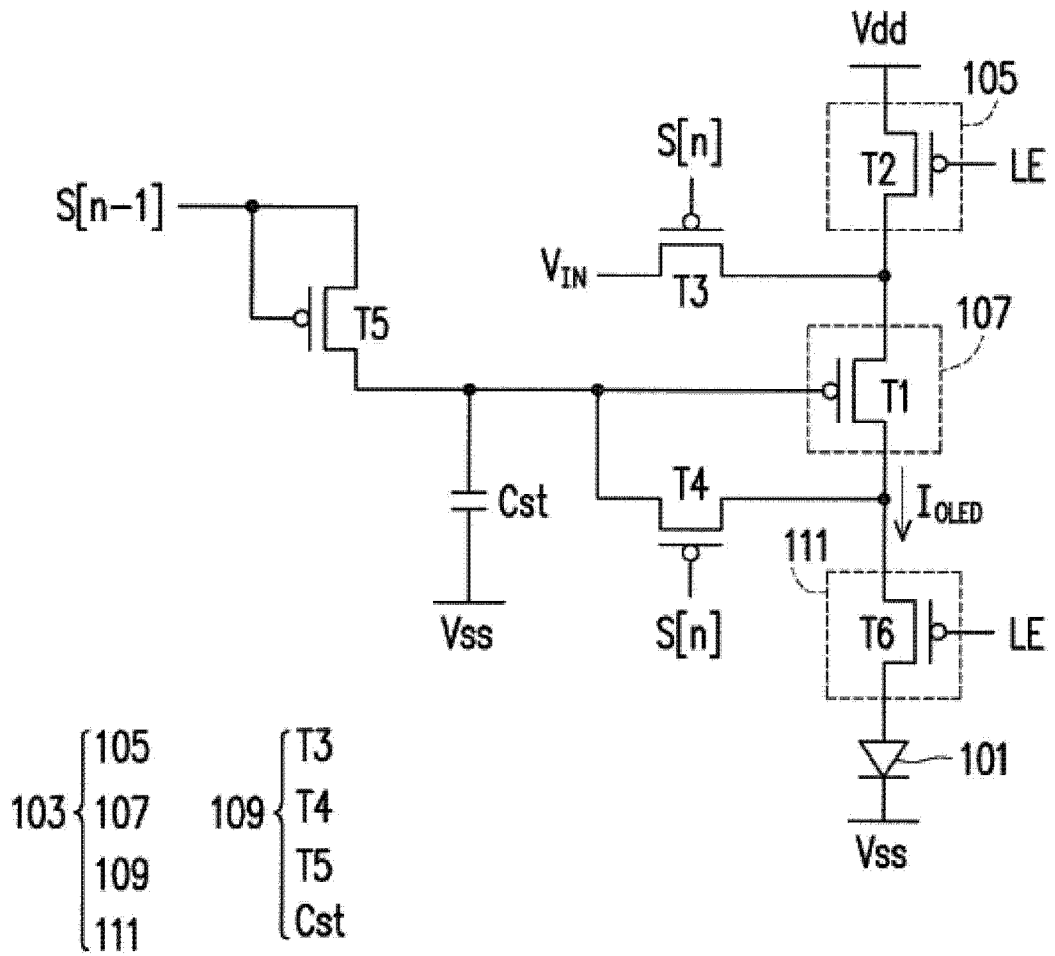 Vdd
105
S[n]
T2
LE
S[n-1]
V_IN
T3
T5
107
T1
T4
Cst
I_OLED
111
Vss
S[n]
T6
LE
101
Vss
103 { 105
107
109
111
109 { T3
T4
T5
Cst